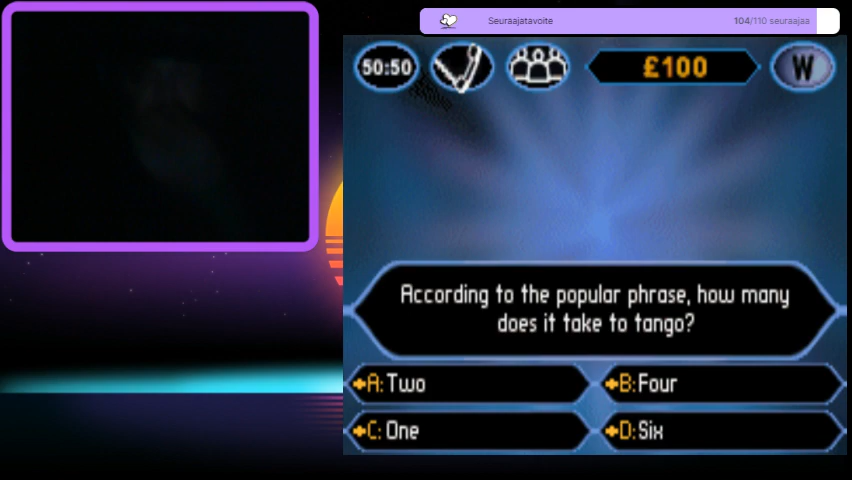 Seuraajatavoite 104/110 seuraajaa
50:50 £100 W
According to the popular phrase, how many
does it take to tango?
A: Two
B: Four
C: One
D: Six